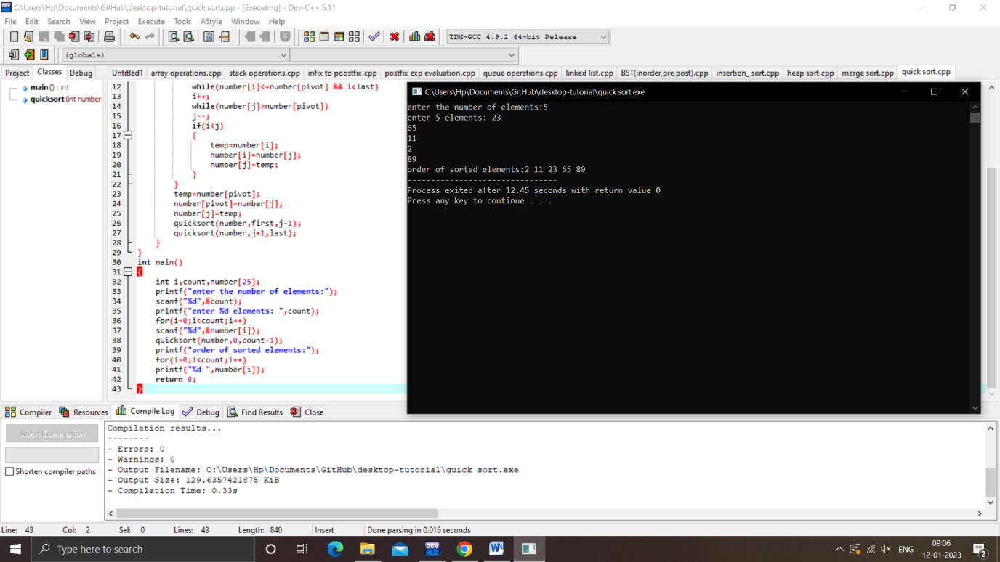 C:\Users\Hp\Documents\GitHub\desktop-tutorial\quick sort.cpp - [Executing] - Dev-C++ 5.11
File Edit Search View Project Execute Tools AStyle Window Help
TDM-GCC 4.9.2 64-bit Release
(globals)
Project Classes Debug
Untitled1 array operations.cpp stack operations.cpp infix to poostfix.cpp postfix exp evaluation.cpp queue operations.cpp linked list.cpp BST(inorder,pre,post).cpp insertion_ sort.cpp heap sort.cpp merge sort.cpp quick sort.cpp
main () : int
quicksort (int number
12 while(number[i]<=number[pivot] && i<last)
13 i++;
14 while(number[j]>number[pivot])
15 j--;
16 if(i<j)
17 {
18 temp=number[i];
19 number[i]=number[j];
20 number[j]=temp;
21 }
22 }
23 temp=number[pivot];
24 number[pivot]=number[j];
25 number[j]=temp;
26 quicksort(number,first,j-1);
27 quicksort(number,j+1,last);
28 }
29 }
30 int main()
31 {
32 int i,count,number[25];
33 printf("enter the number of elements:");
34 scanf("%d",&count);
35 printf("enter %d elements: ",count);
36 for(i=0;i<count;i++)
37 scanf("%d",&number[i]);
38 quicksort(number,0,count-1);
39 printf("order of sorted elements:");
40 for(i=0;i<count;i++)
41 printf("%d ",number[i]);
42 return 0;
43 }
C:\Users\Hp\Documents\GitHub\desktop-tutorial\quick sort.exe
enter the number of elements:5
enter 5 elements: 23
65
11
2
89
order of sorted elements:2 11 23 65 89
--------------------------------
Process exited after 12.45 seconds with return value 0
Press any key to continue . . .
Compiler Resources Compile Log Debug Find Results Close
Abort Compilation
Shorten compiler paths
Compilation results...
--------
- Errors: 0
- Warnings: 0
- Output Filename: C:\Users\Hp\Documents\GitHub\desktop-tutorial\quick sort.exe
- Output Size: 129.6357421875 KiB
- Compilation Time: 0.33s
Line: 43 Col: 2 Sel: 0 Lines: 43 Length: 840 Insert Done parsing in 0.016 seconds
Type here to search
ENG
09:06
12-01-2023
2